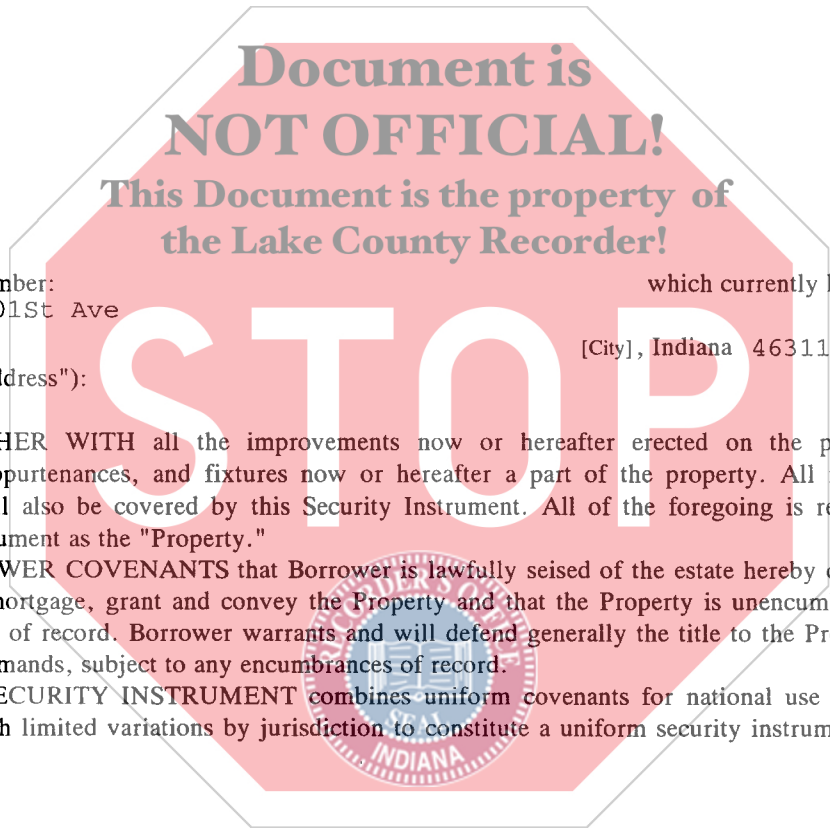 Document is
NOT OFFICIAL!
This Document is the property of
the Lake County Recorder!
nber: which currently
01St Ave
STOP
[City], Indiana 46311
ddress"):
HER WITH all the improvements now or hereafter erected on the p
ppurtenances, and fixtures now or hereafter a part of the property. All
l also be covered by this Security Instrument. All of the foregoing is re
ument as the "Property."
WER COVENANTS that Borrower is lawfully seised of the estate hereby
nortgage, grant and convey the Property and that the Property is unencum
of record. Borrower warrants and will defend generally the title to the Pr
mands, subject to any encumbrances of record.
ECURITY INSTRUMENT combines uniform covenants for national use
h limited variations by jurisdiction to constitute a uniform security instrum
RECORDER'S OFFICE
SEAL
INDIANA